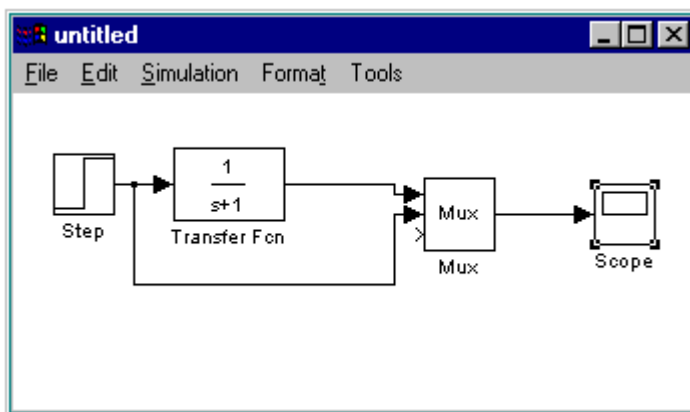 untitled
File Edit Simulation Format Tools
1
s+1
Step
Transfer Fcn
Mux
Mux
Scope